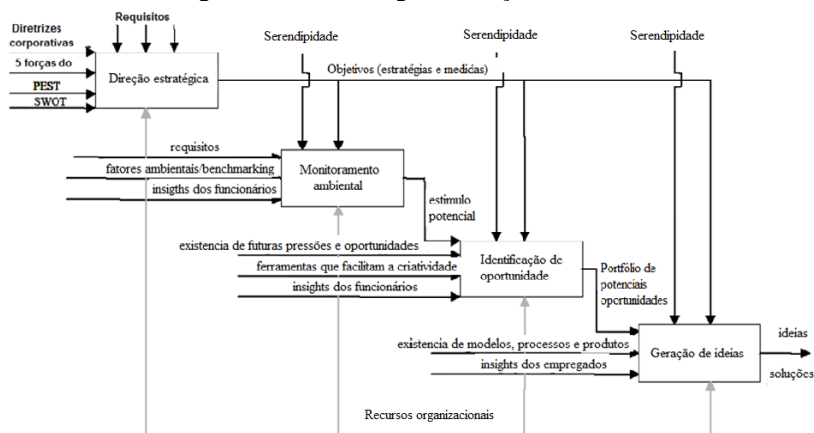 Diretrizes
corporativas
Requisitos
5 forças do
PEST
SWOT
Direção estratégica
Serendipidade
Serendipidade
Serendipidade
Objetivos (estratégias e medidas)
requisitos
fatores ambientais/benchmarking
insigths dos funcionários
Monitoramento
ambiental
estimulo
potencial
existencia de futuras pressões e oportunidades
ferramentas que facilitam a criatividade
insights dos funcionários
Identificação de
oportunidade
Portfólio de
potenciais
oportunidades
existencia de modelos, processos e produtos
insights dos empregados
Geração de ideias
ideias
soluções
Recursos organizacionais